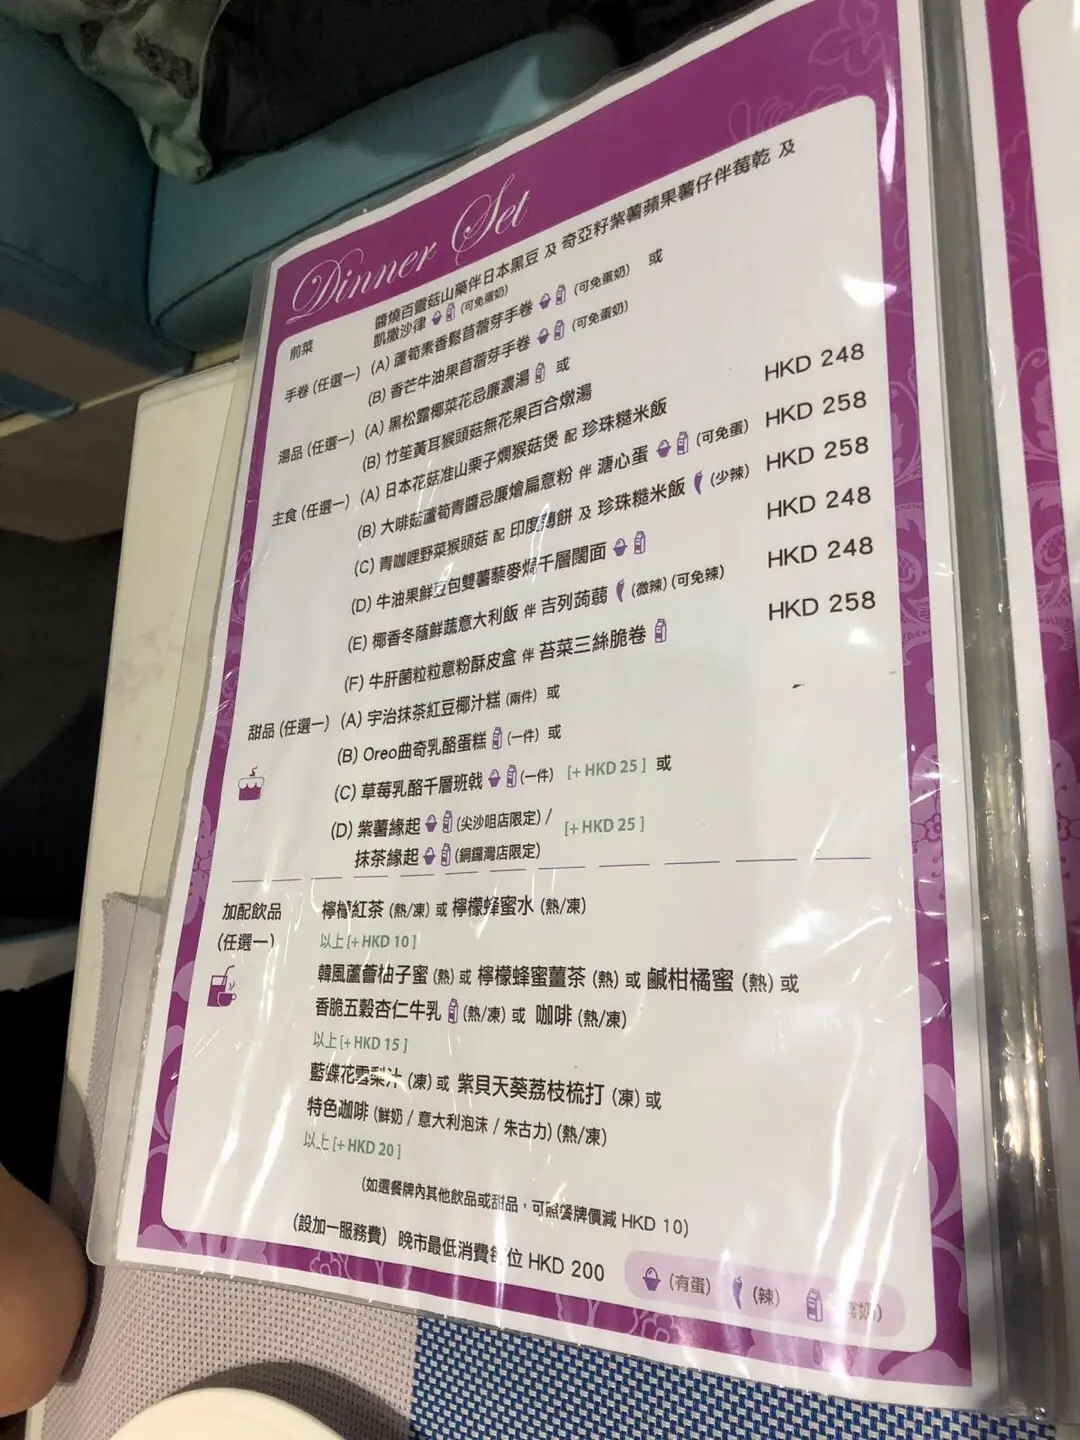 Dinner Set
前菜 醬燒百靈菇山藥伴日本黑豆 及 奇亞籽紫薯蘋果薯仔伴莓乾 及
凱撒沙律 (可免蛋奶)
手卷 (任選一) (A) 蘆筍素香鬆苜蓿芽手卷 (可免蛋奶) 或
(B) 香芒牛油果苜蓿芽手卷 (可免蛋奶)
湯品 (任選一) (A) 黑松露椰菜花忌廉濃湯 或
(B) 竹笙黃耳猴頭菇無花果百合燉湯
主食 (任選一) (A) 日本花菇准山栗子燜猴菇煲 配 珍珠糙米飯 HKD 248
(B) 大啡菇蘆筍青醬忌廉燴扁意粉 伴 溏心蛋 (可免蛋) HKD 258
(C) 青咖哩野菜猴頭菇 配 印度薄餅 及 珍珠糙米飯 (少辣) HKD 258
(D) 牛油果鮮豆包雙薯藜麥焗千層闊面 HKD 248
(E) 椰香冬蔭鮮蔬意大利飯 伴 吉列蒟蒻 (微辣) (可免辣) HKD 248
(F) 牛肝菌粒粒意粉酥皮盒 伴 苔菜三絲脆卷 HKD 258
甜品 (任選一) (A) 宇治抹茶紅豆椰汁糕 (兩件) 或
(B) Oreo曲奇乳酪蛋糕 (一件) 或
(C) 草莓乳酪千層班戟 (一件) [+ HKD 25 ] 或
(D) 紫薯緣起 (尖沙咀店限定) / [+ HKD 25 ]
抹茶緣起 (銅鑼灣店限定)
加配飲品 檸檬紅茶 (熱/凍) 或 檸檬蜂蜜水 (熱/凍)
(任選一) 以上 [+ HKD 10 ]
韓風蘆薈柚子蜜 (熱) 或 檸檬蜂蜜薑茶 (熱) 或 鹹柑橘蜜 (熱) 或
香脆五穀杏仁牛乳 (熱/凍) 或 咖啡 (熱/凍)
以上 [+ HKD 15 ]
藍蝶花雪梨汁 (凍) 或 紫貝天葵荔枝梳打 (凍) 或
特色咖啡 (鮮奶 / 意大利泡沫 / 朱古力) (熱/凍)
以上 [+ HKD 20 ]
(如選餐牌內其他飲品或甜品，可照餐牌價減 HKD 10)
(設加一服務費) 晚市最低消費每位 HKD 200
(有蛋) (辣) 奶)